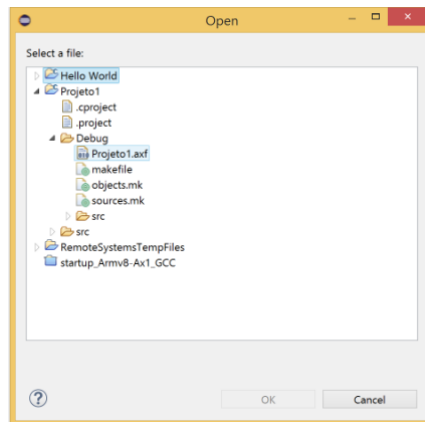 Open
Select a file:
Hello World
Projeto1
.cproject
.project
Debug
Projeto1.axf
makefile
objects.mk
sources.mk
src
src
RemoteSystemsTempFiles
startup_Armv8-Ax1_GCC
?
OK
Cancel